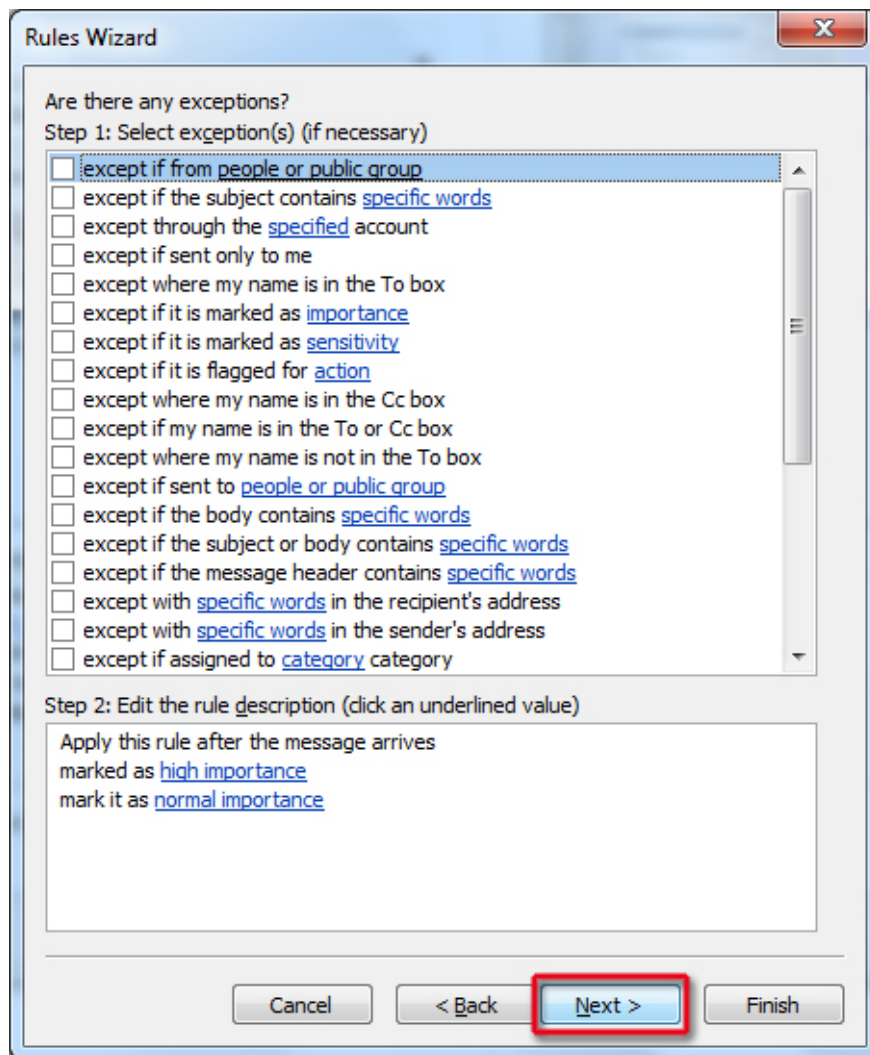 Rules Wizard
Are there any exceptions?
Step 1: Select exception(s) (if necessary)
except if from people or public group
except if the subject contains specific words
except through the specified account
except if sent only to me
except where my name is in the To box
except if it is marked as importance
except if it is marked as sensitivity
except if it is flagged for action
except where my name is in the Cc box
except if my name is in the To or Cc box
except where my name is not in the To box
except if sent to people or public group
except if the body contains specific words
except if the subject or body contains specific words
except if the message header contains specific words
except with specific words in the recipient's address
except with specific words in the sender's address
except if assigned to category category
Step 2: Edit the rule description (click an underlined value)
Apply this rule after the message arrives
marked as high importance
mark it as normal importance
Cancel < Back Next > Finish